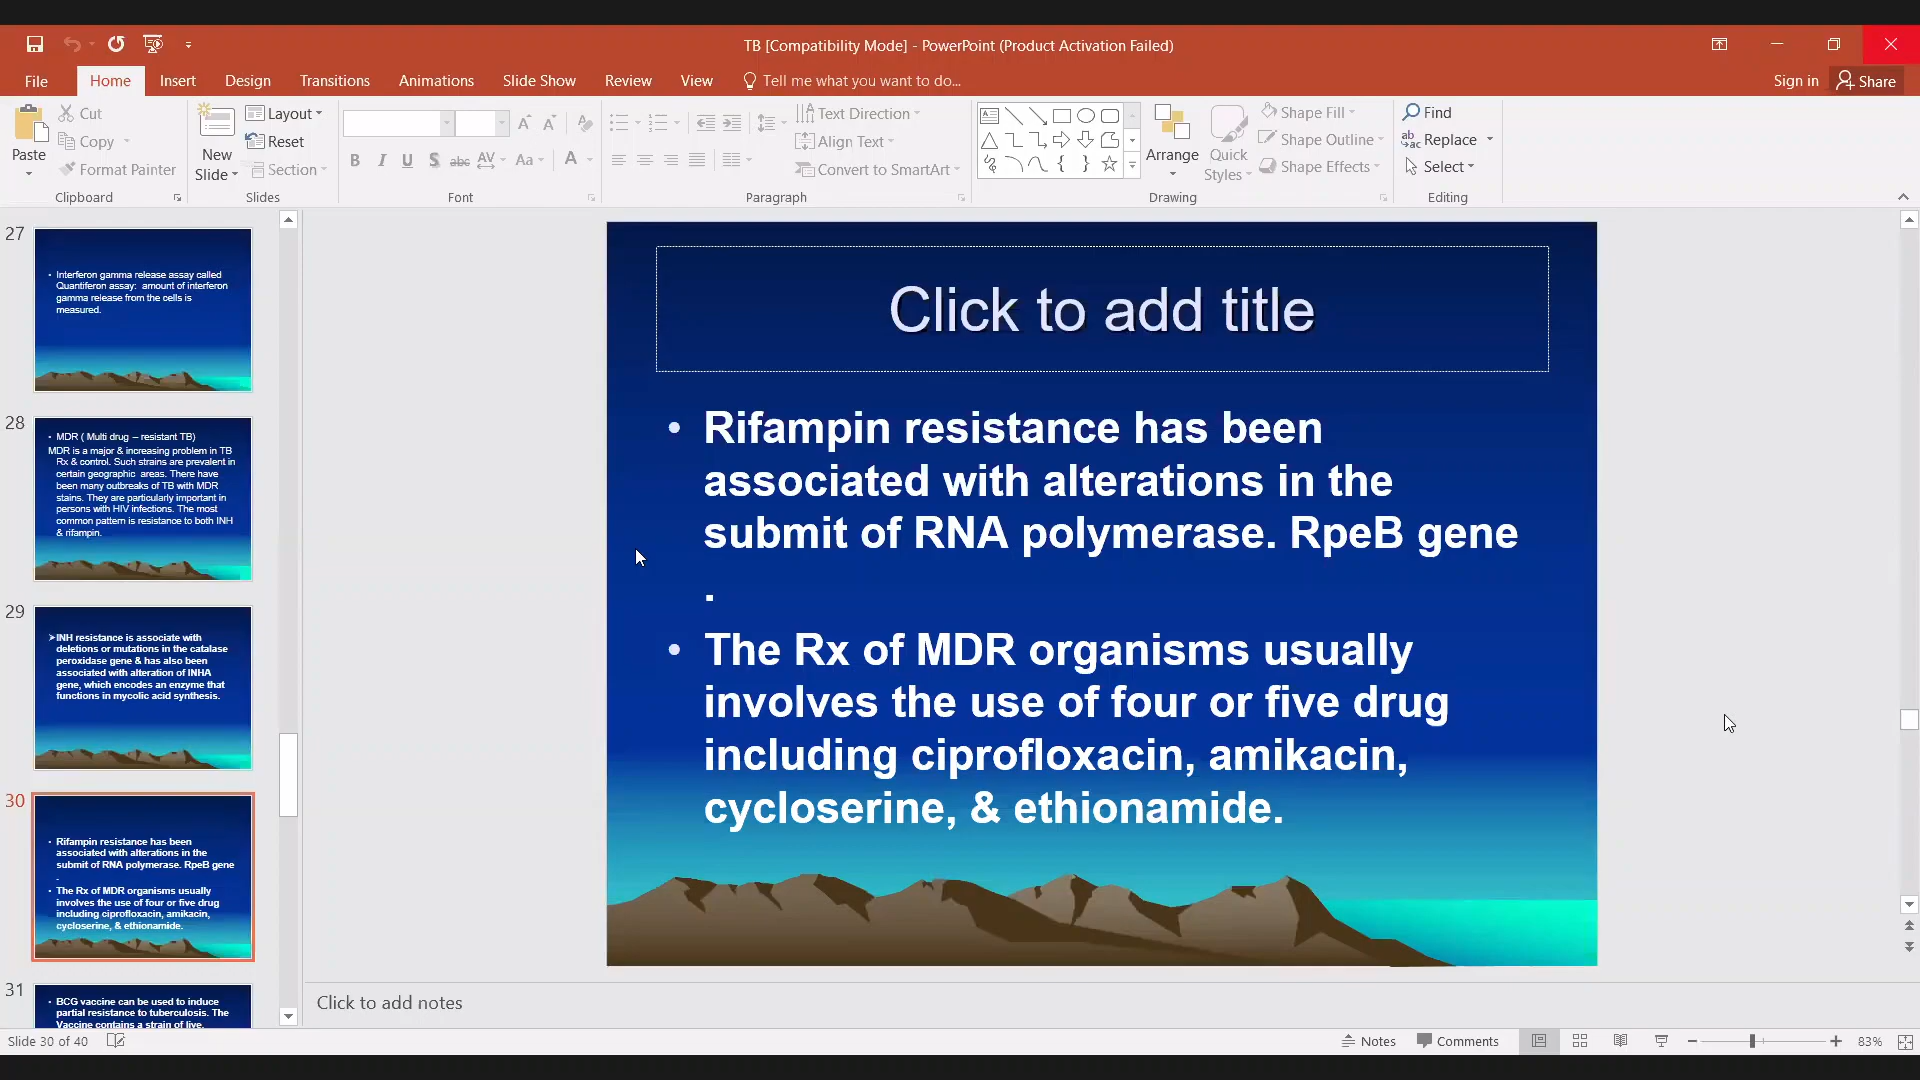 TB [Compatibility Mode] - PowerPoint (Product Activation Failed)
File Home Insert Design Transitions Animations Slide Show Review View Tell me what you want to do... Sign in Share
Paste
Cut
Copy
Format Painter
Clipboard
New Slide
Layout
Reset
Section
Slides
B I U S abc AV Aa A
Font
Text Direction
Align Text
Convert to SmartArt
Paragraph
Arrange
Quick Styles
Shape Fill
Shape Outline
Shape Effects
Drawing
Find
Replace
Select
Editing
27
• Interferon gamma release assay called
Quantiferon assay: amount of interferon
gamma release from the cells is
measured.
28
• MDR ( Multi drug – resistant TB)
MDR is a major & increasing problem in TB
Rx & control. Such strains are prevalent in
certain geographic areas. There have
been many outbreaks of TB with MDR
stains. They are particularly important in
persons with HIV infections. The most
common pattern is resistance to both INH
& rifampin.
29
➢INH resistance is associate with
deletions or mutations in the catalase
peroxidase gene & has also been
associated with alteration of INHA
gene, which encodes an enzyme that
functions in mycolic acid synthesis.
30
• Rifampin resistance has been
associated with alterations in the
submit of RNA polymerase. RpeB gene
.
• The Rx of MDR organisms usually
involves the use of four or five drug
including ciprofloxacin, amikacin,
cycloserine, & ethionamide.
31
• BCG vaccine can be used to induce
partial resistance to tuberculosis. The
Vaccine contains a strain of live,
Click to add title
• Rifampin resistance has been
associated with alterations in the
submit of RNA polymerase. RpeB gene
.
• The Rx of MDR organisms usually
involves the use of four or five drug
including ciprofloxacin, amikacin,
cycloserine, & ethionamide.
Click to add notes
Slide 30 of 40 Notes Comments 83%